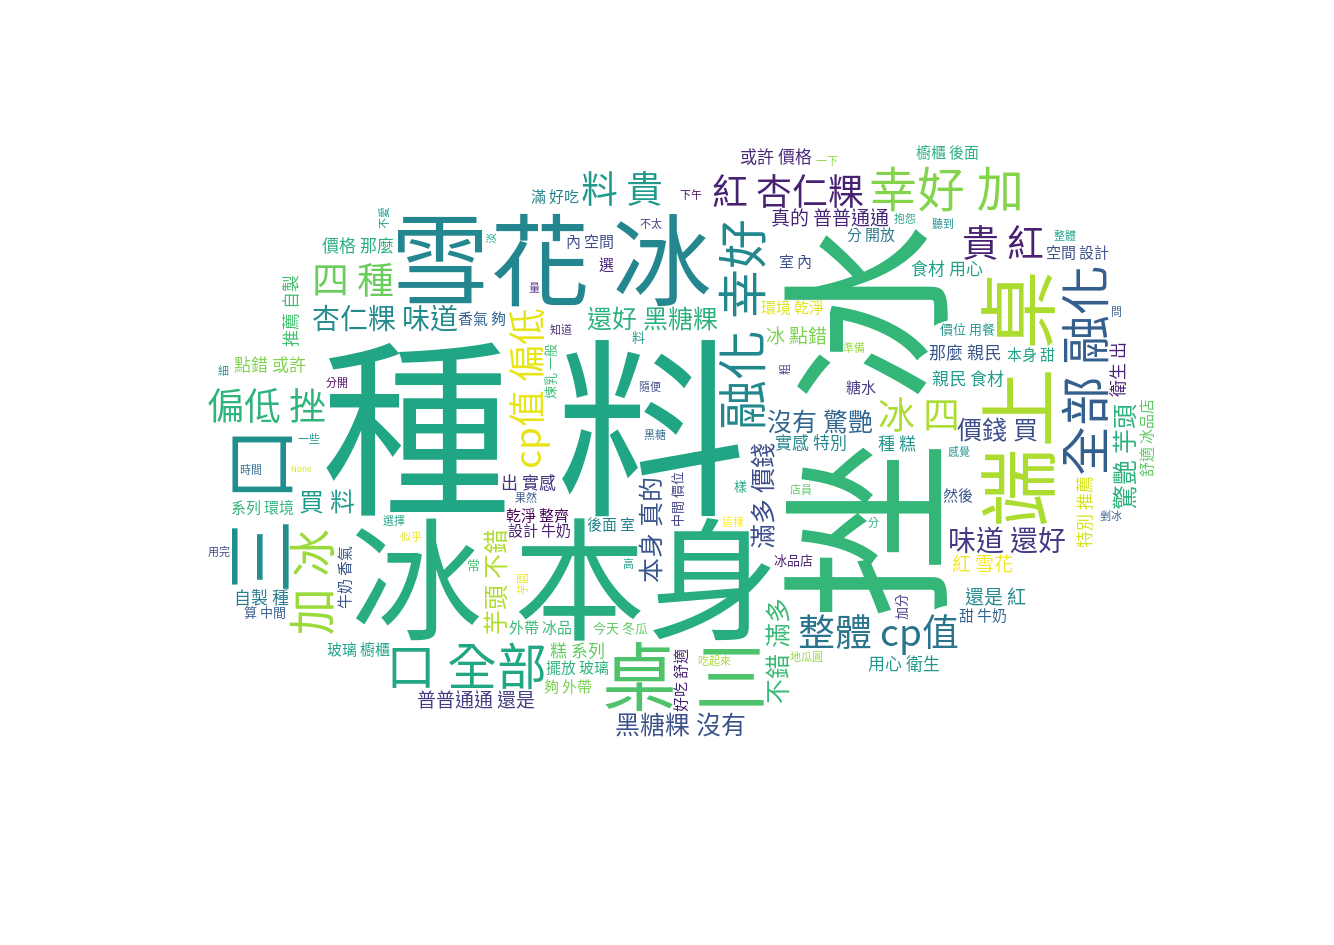 或許 價格
一下
櫥櫃 後面
滿 好吃
料 貴
下午
紅 杏仁粿
幸好 加
不愛
雪花 冰
不太
真的 普普通通
抱怨
聽到
價格 那麼
內 空間
幸好
分 開放
貴 紅
整體
空間 設計
四 種
選
室 內
挫 冰
食材 用心
推薦 自製
量
環境 乾淨
端 上桌
全部 融化
杏仁粿 味道
香氣 夠
cp值 偏低
知道
還好 黑糖粿
融化
冰 點錯
價位 用餐
問
料
準備
那麼 親民
本身 甜
衛生 出
細
點錯 或許
分開
種 料
煉乳 一般
隨便
粗
糖水
親民 食材
偏低 挫
沒有 驚艷
冰 四
價錢 買
驚艷 芋頭
舒適 冰品店
三 口
一些
黑糖
實感 特別
種 糕
感覺
時間
None
出 實感
中間 價位
樣
滿多 價錢
店員
特別 推薦
系列 環境
買 料
果然
然後
剉冰
選擇
乾淨 整齊
設計 牛奶
後面 室
本身 真的
這樣
分
味道 還好
用完
加 冰
似乎
冰 本身
高
冰品店
紅 雪花
牛奶 香氣
常
芋頭 不錯
芋圓
自製 種
算 中間
加分
還是 紅
甜 牛奶
外帶 冰品
今天 冬瓜
不錯 滿多
整體 cp值
玻璃 櫥櫃
口 全部
糕 系列
擺放 玻璃
桌 三
好吃 舒適
吃起來
地瓜圓
用心 衛生
普普通通 還是
夠 外帶
黑糖粿 沒有